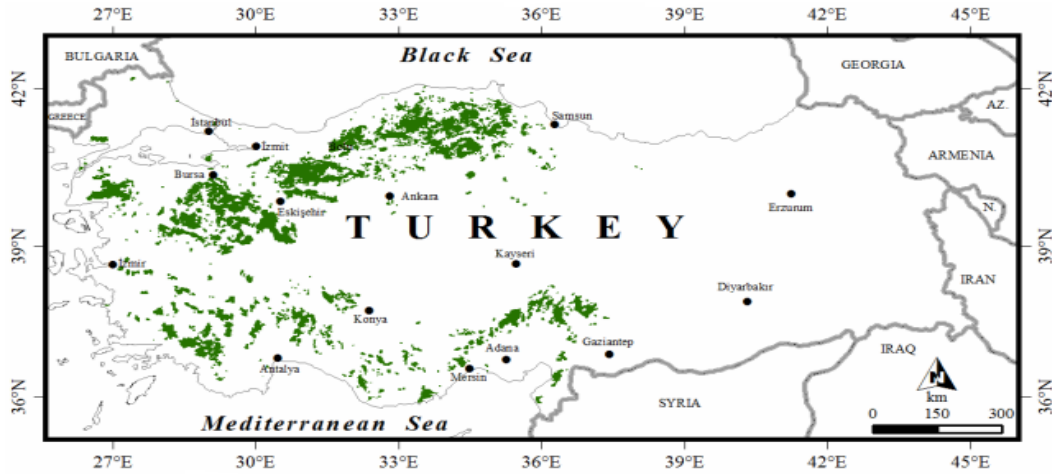 27°E 30°E 33°E 36°E 39°E 42°E 45°E
Black Sea
BULGARIA
GEORGIA
42°N
42°N
AZ.
GREECE
İstanbul
Samsun
İzmit
ARMENIA
Bursa
Ankara
Erzurum
N.
Eskişehir
T U R K E Y
39°N
39°N
Kayseri
İzmir
IRAN
Diyarbakır
Konya
Gaziantep
Adana
IRAQ
Antalya
Mersin
N
36°N
36°N
km
SYRIA
0 150 300
Mediterranean Sea
27°E 30°E 33°E 36°E 39°E 42°E 45°E